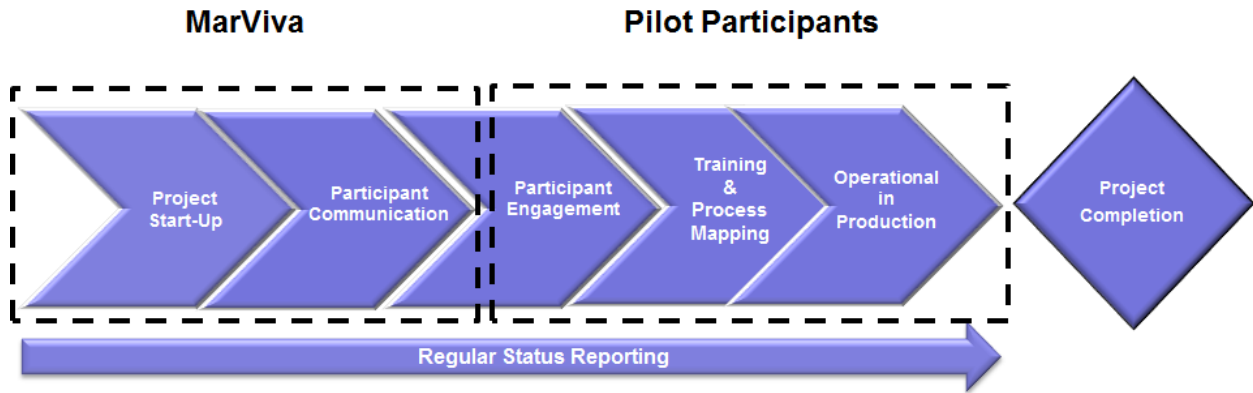 MarViva
Pilot Participants
Project
Start-Up
Participant
Communication
Participant
Engagement
Training
&
Process
Mapping
Operational
in
Production
Project
Completion
Regular Status Reporting